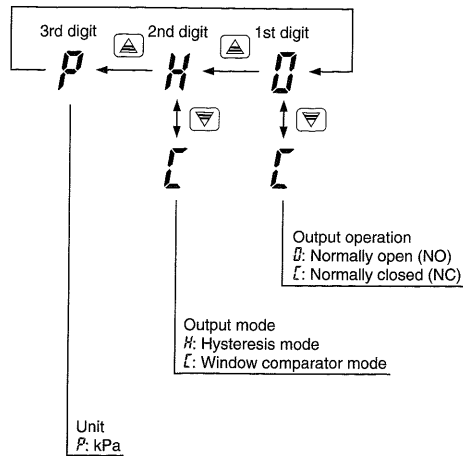 3rd digit 2nd digit 1st digit
P H 0
C C
Output operation
0: Normally open (NO)
C: Normally closed (NC)
Output mode
H: Hysteresis mode
C: Window comparator mode
Unit
P: kPa